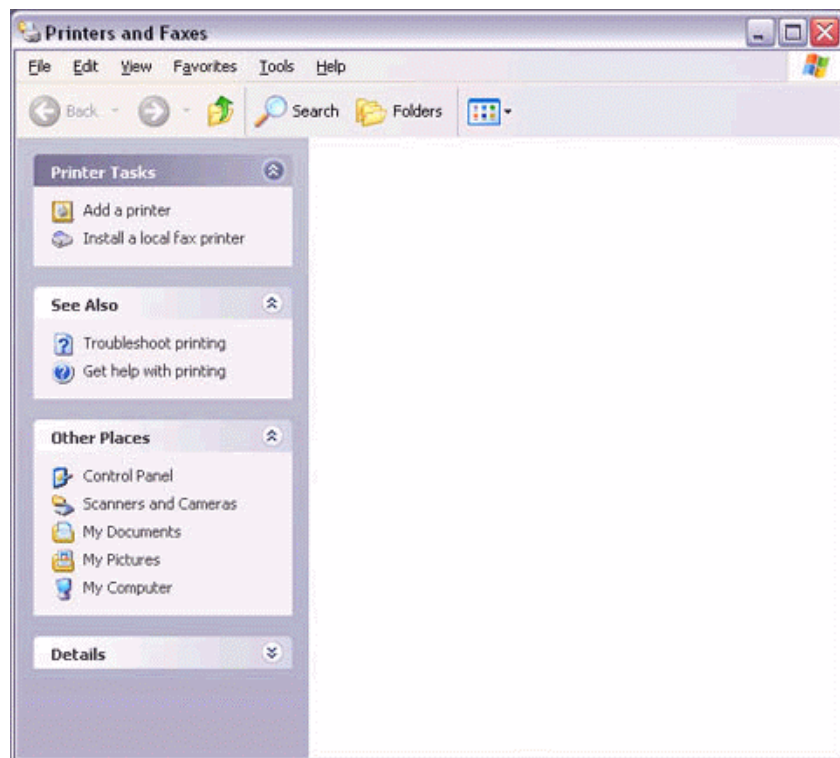 Printers and Faxes
File Edit View Favorites Tools Help
Back Search Folders
Printer Tasks
Add a printer
Install a local fax printer
See Also
Troubleshoot printing
Get help with printing
Other Places
Control Panel
Scanners and Cameras
My Documents
My Pictures
My Computer
Details